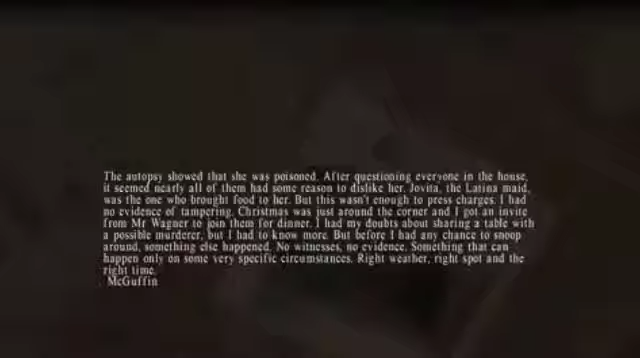 The autopsy showed that she was poisoned. After questioning everyone in the house,
it seemed nearly all of them had some reason to dislike her. Jovita, the Latina maid,
was the one who brought food to her. But this wasn't enough to press charges. I had
no evidence of tampering. Christmas was just around the corner and I got an invite
from Mr Wagner to join them for dinner. I had my doubts about sharing a table with
a possible murderer, but I had to know more. But before I had any chance to snoop
around, something else happened. No witnesses, no evidence. Something that can
happen only on some very specific circumstances. Right weather, right spot and the
right time.
McGuffin